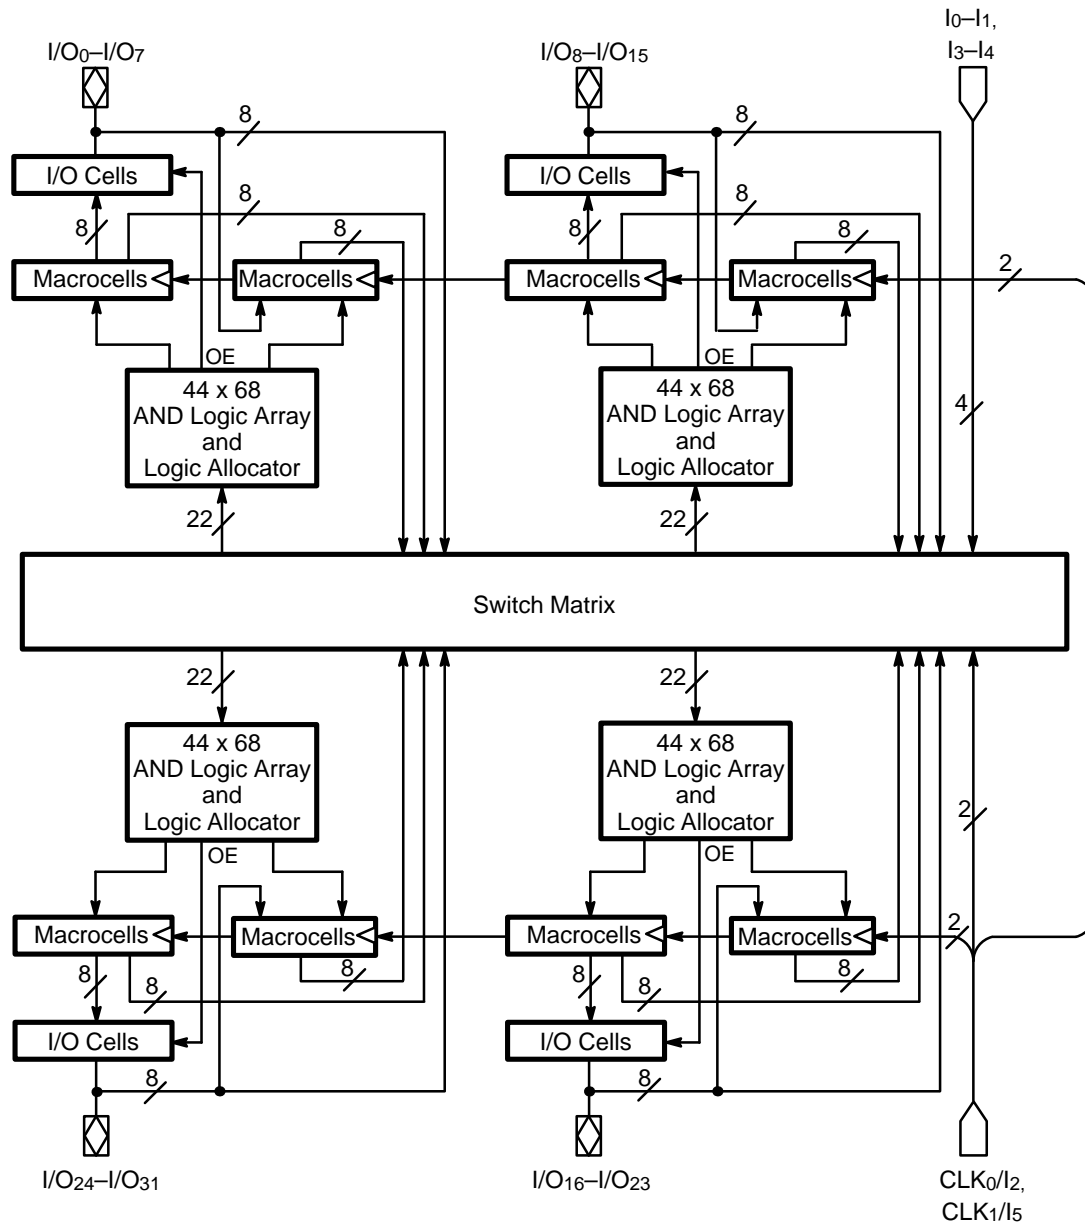 I/O0–I/O7
I/O8–I/O15
I0–I1,
I3–I4
8
8
I/O Cells
I/O Cells
8
8
8
8
8
8
Macrocells
Macrocells
Macrocells
Macrocells
2
OE
OE
44 x 68
AND Logic Array
and
Logic Allocator
44 x 68
AND Logic Array
and
Logic Allocator
4
22
22
Switch Matrix
22
22
44 x 68
AND Logic Array
and
Logic Allocator
44 x 68
AND Logic Array
and
Logic Allocator
2
OE
OE
Macrocells
Macrocells
Macrocells
Macrocells
2
8
8
8
8
8
8
I/O Cells
I/O Cells
8
8
I/O24–I/O31
I/O16–I/O23
CLK0/I2,
CLK1/I5